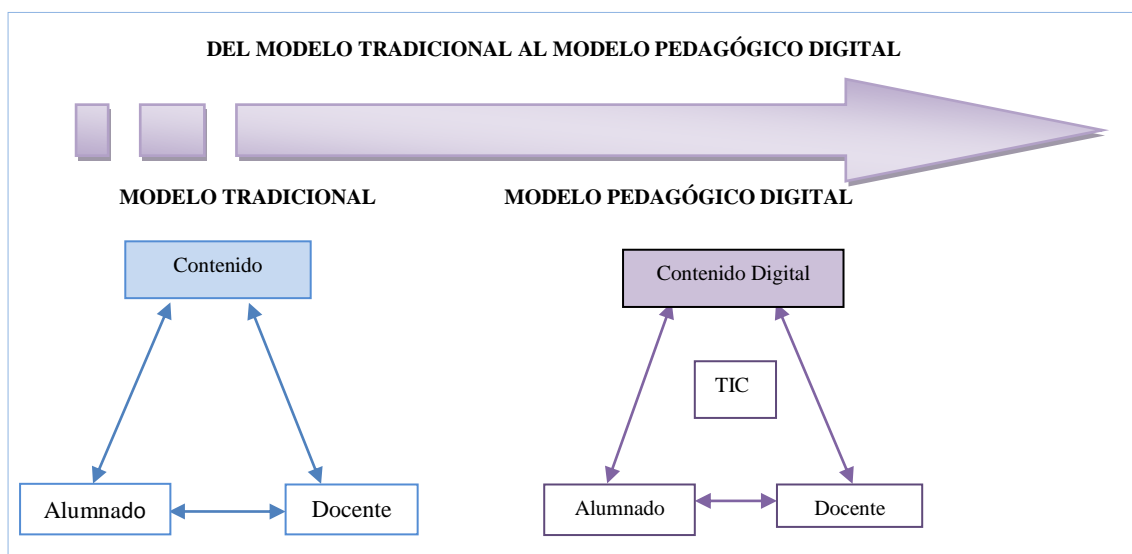 DEL MODELO TRADICIONAL AL MODELO PEDAGÓGICO DIGITAL
MODELO TRADICIONAL
MODELO PEDAGÓGICO DIGITAL
Contenido
Alumnado
Docente
Contenido Digital
TIC
Alumnado
Docente